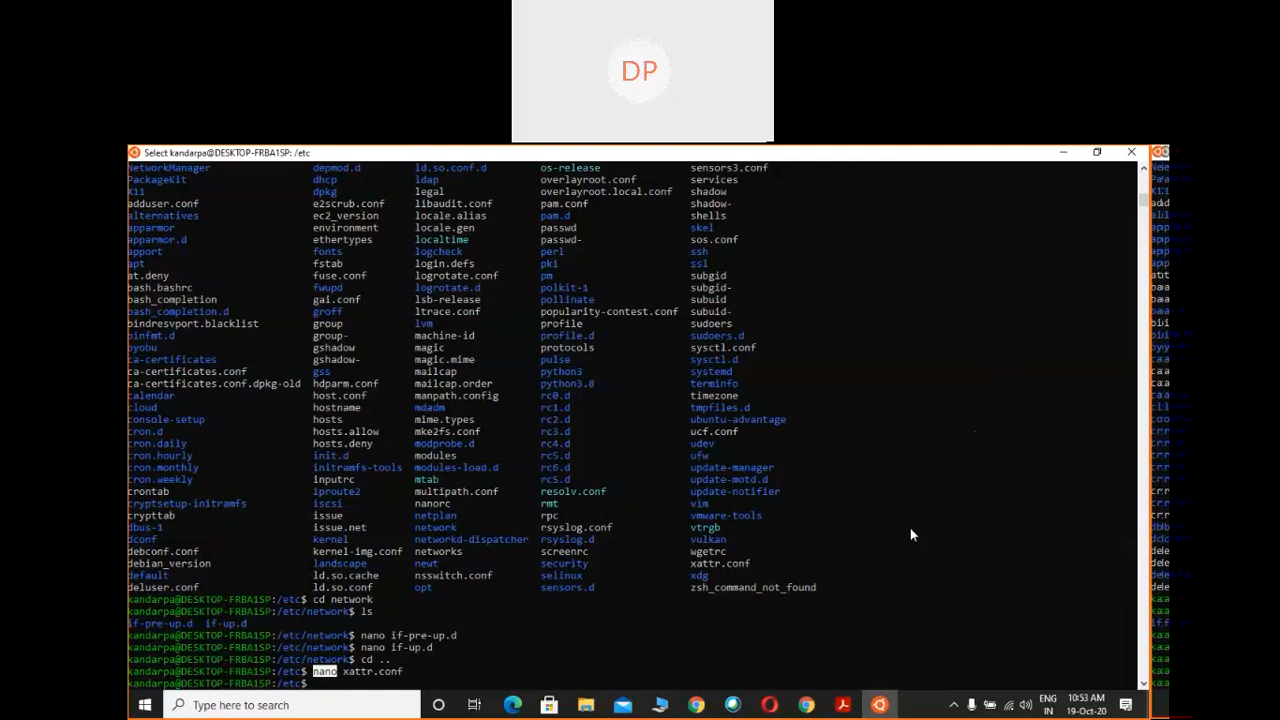 DP
Select kandarpa@DESKTOP-FRBA1SP: /etc
NetworkManager depmod.d ld.so.conf.d os-release sensors3.conf
PackageKit dhcp ldap overlayroot.conf services
X11 dpkg legal overlayroot.local.conf shadow
adduser.conf e2scrub.conf libaudit.conf pam.conf shadow-
alternatives ec2_version locale.alias pam.d shells
apparmor environment locale.gen passwd skel
apparmor.d ethertypes localtime passwd- sos.conf
apport fonts logcheck perl ssh
apt fstab login.defs pki ssl
at.deny fuse.conf logrotate.conf pm subgid
bash.bashrc fwupd logrotate.d polkit-1 subgid-
bash_completion gai.conf lsb-release pollinate subuid
bash_completion.d groff ltrace.conf popularity-contest.conf subuid-
bindresvport.blacklist group lvm profile sudoers
binfmt.d group- machine-id profile.d sudoers.d
byobu gshadow magic protocols sysctl.conf
ca-certificates gshadow- magic.mime pulse sysctl.d
ca-certificates.conf gss mailcap python3 systemd
ca-certificates.conf.dpkg-old hdparm.conf mailcap.order python3.8 terminfo
calendar host.conf manpath.config rc0.d timezone
cloud hostname mdadm rc1.d tmpfiles.d
console-setup hosts mime.types rc2.d ubuntu-advantage
cron.d hosts.allow mke2fs.conf rc3.d ucf.conf
cron.daily hosts.deny modprobe.d rc4.d udev
cron.hourly init.d modules rc5.d ufw
cron.monthly initramfs-tools modules-load.d rc6.d update-manager
cron.weekly inputrc mtab rcS.d update-motd.d
crontab iproute2 multipath.conf resolv.conf update-notifier
cryptsetup-initramfs iscsi nanorc rmt vim
crypttab issue netplan rpc vmware-tools
dbus-1 issue.net network rsyslog.conf vtrgb
dconf kernel networkd-dispatcher rsyslog.d vulkan
debconf.conf kernel-img.conf networks screenrc wgetrc
debian_version landscape newt security xattr.conf
default ld.so.cache nsswitch.conf selinux xdg
deluser.conf ld.so.conf opt sensors.d zsh_command_not_found
kandarpa@DESKTOP-FRBA1SP:/etc$ cd network
kandarpa@DESKTOP-FRBA1SP:/etc/network$ ls
if-pre-up.d if-up.d
kandarpa@DESKTOP-FRBA1SP:/etc/network$ nano if-pre-up.d
kandarpa@DESKTOP-FRBA1SP:/etc/network$ nano if-up.d
kandarpa@DESKTOP-FRBA1SP:/etc/network$ cd ..
kandarpa@DESKTOP-FRBA1SP:/etc$ nano xattr.conf
kandarpa@DESKTOP-FRBA1SP:/etc$
Type here to search
ENG
IN
10:53 AM
19-Oct-20